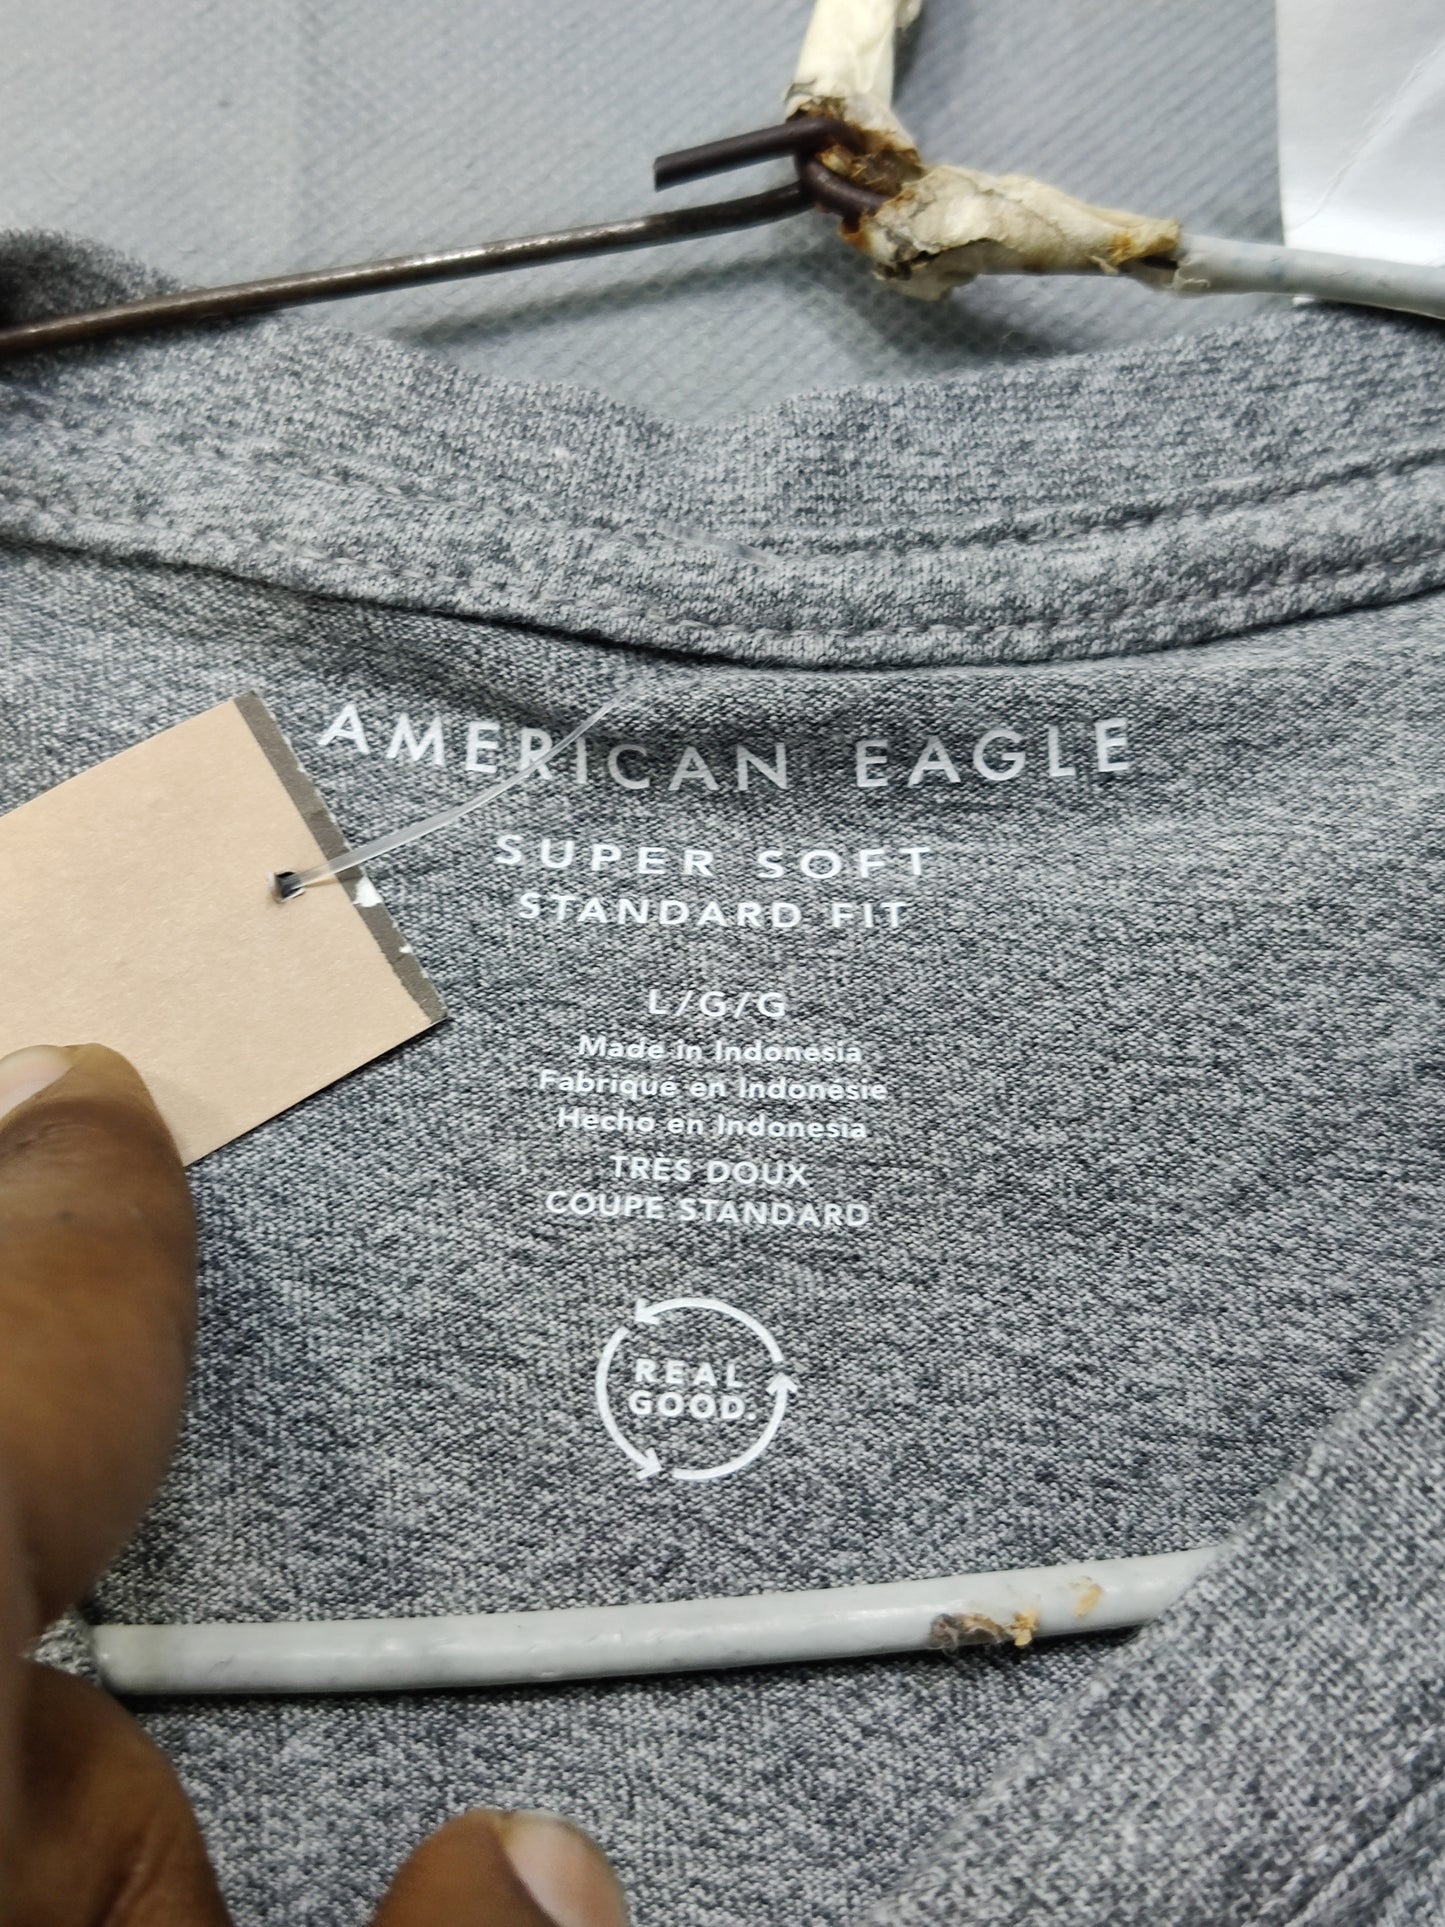 AMERICAN EAGLE
SUPER SOFT
STANDARD FIT
L/G/G
Made in Indonesia
Fabriqué en Indonésie
Hecho en Indonesia
TRÈS DOUX
COUPE STANDARD
REAL
GOOD.